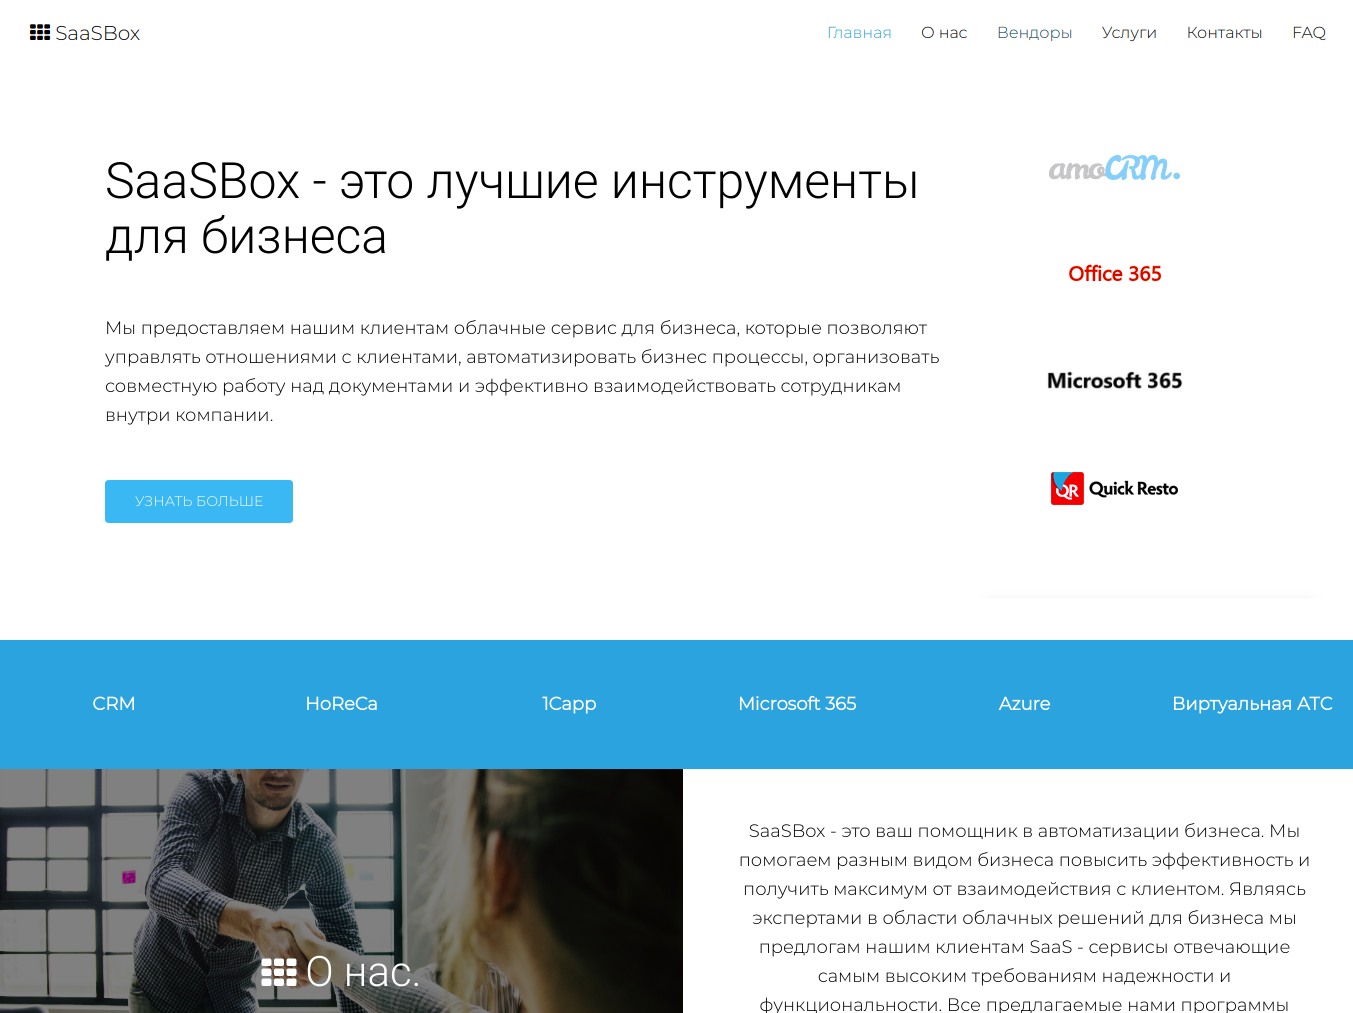 SaaSBox
Главная О нас Вендоры Услуги Контакты FAQ
SaaSBox - это лучшие инструменты
для бизнеса
Мы предоставляем нашим клиентам облачные сервис для бизнеса, которые позволяют
управлять отношениями с клиентами, автоматизировать бизнес процессы, организовать
совместную работу над документами и эффективно взаимодействовать сотрудникам
внутри компании.
УЗНАТЬ БОЛЬШЕ
amoCRM.
Office 365
Microsoft 365
QR Quick Resto
CRM HoReCa 1Capp Microsoft 365 Azure Виртуальная АТС
О нас.
SaaSBox - это ваш помощник в автоматизации бизнеса. Мы
помогаем разным видом бизнеса повысить эффективность и
получить максимум от взаимодействия с клиентом. Являясь
экспертами в области облачных решений для бизнеса мы
предлогам нашим клиентам SaaS - сервисы отвечающие
самым высоким требованиям надежности и
функциональности. Все предлагаемые нами программы